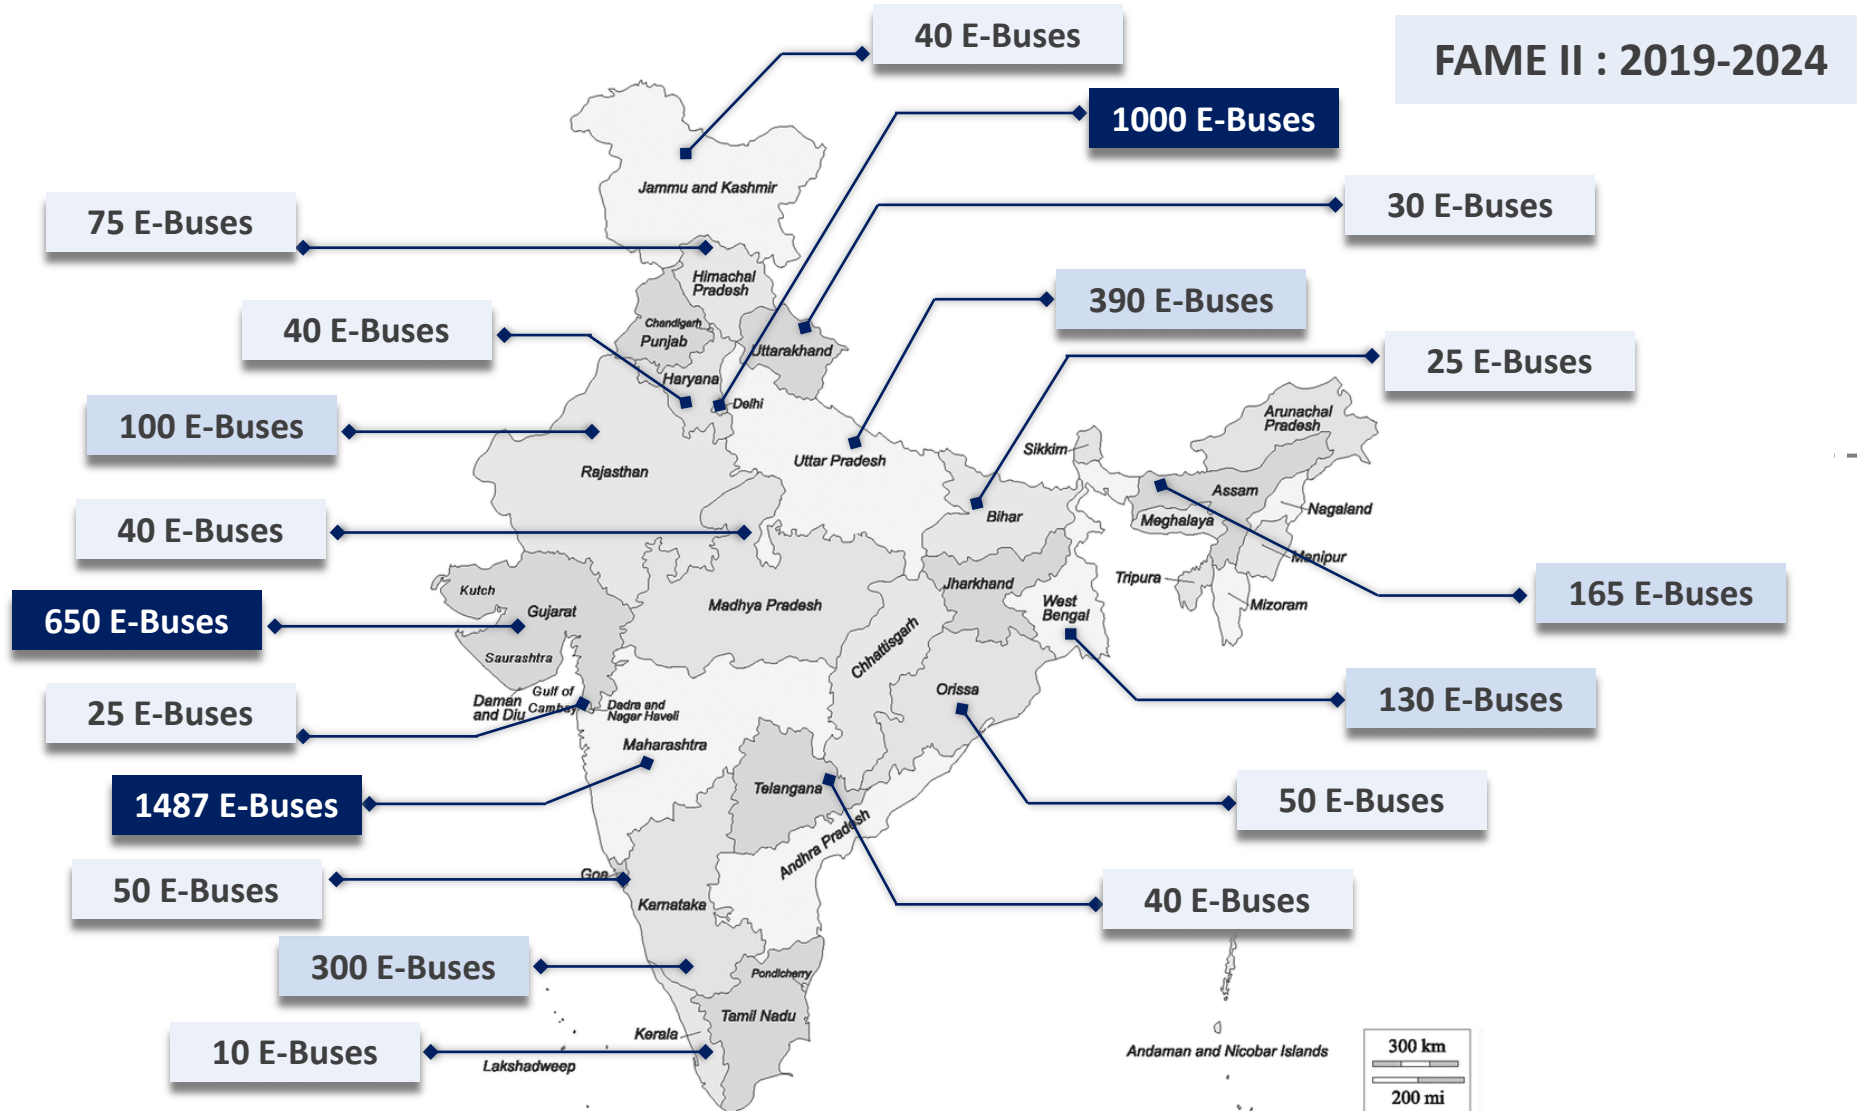 40 E-Buses
FAME II : 2019-2024
1000 E-Buses
Jammu and Kashmir
75 E-Buses
30 E-Buses
Himachal
Pradesh
390 E-Buses
40 E-Buses
Chandigarh
Punjab
Uttarakhand
25 E-Buses
Haryana
Delhi
100 E-Buses
Arunachal
Pradesh
Sikkim
Uttar Pradesh
Rajasthan
Assam
Nagaland
Bihar
Meghalaya
40 E-Buses
Manipur
Tripura
Jharkhand
165 E-Buses
Kutch
Gujarat
Madhya Pradesh
West
Bengal
Mizoram
650 E-Buses
Chhattisgarh
Saurashtra
Orissa
130 E-Buses
Daman
and Diu
Gulf of
Cambay
Dadra and
Nagar Haveli
25 E-Buses
Maharashtra
Telangana
1487 E-Buses
50 E-Buses
Andhra Pradesh
Goa
50 E-Buses
40 E-Buses
Karnataka
300 E-Buses
Pondicherry
Tamil Nadu
Kerala
10 E-Buses
Lakshadweep
Andaman and Nicobar Islands
300 km
200 mi